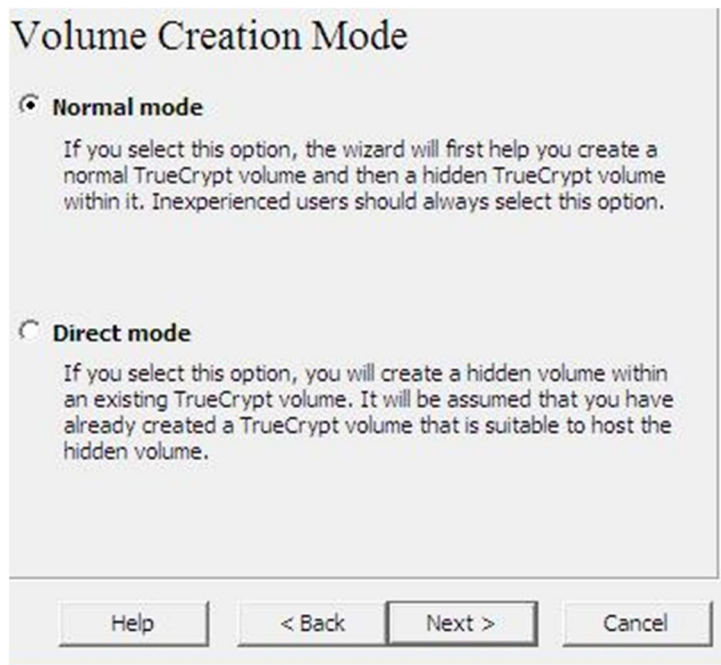 Volume Creation Mode
Normal mode
If you select this option, the wizard will first help you create a
normal TrueCrypt volume and then a hidden TrueCrypt volume
within it. Inexperienced users should always select this option.
Direct mode
If you select this option, you will create a hidden volume within
an existing TrueCrypt volume. It will be assumed that you have
already created a TrueCrypt volume that is suitable to host the
hidden volume.
Help < Back Next > Cancel